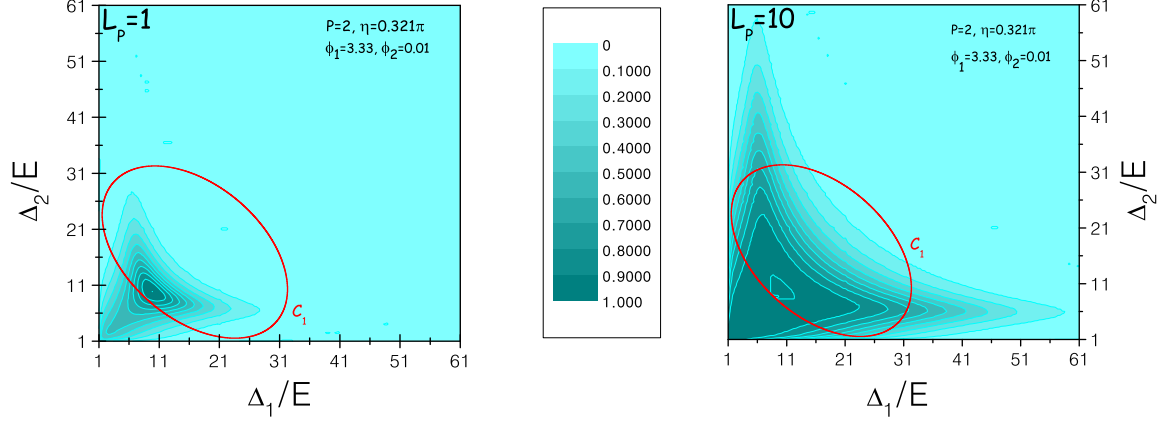 L_P=1
P=2, η=0.321π
ϕ_1=3.33, ϕ_2=0.01
61
51
41
31
21
11
1
Δ_2/E
C_1
1 11 21 31 41 51 61
Δ_1/E
0
0.1000
0.2000
0.3000
0.4000
0.5000
0.6000
0.7000
0.8000
0.9000
1.000
L_P=10
P=2, η=0.321π
ϕ_1=3.33, ϕ_2=0.01
61
51
41
31
21
11
1
Δ_2/E
C_1
1 11 21 31 41 51 61
Δ_1/E